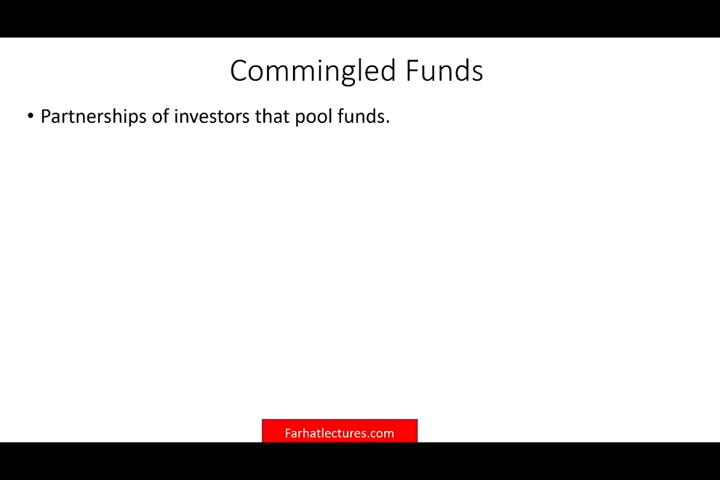 Commingled Funds
• Partnerships of investors that pool funds.
Farhatlectures.com